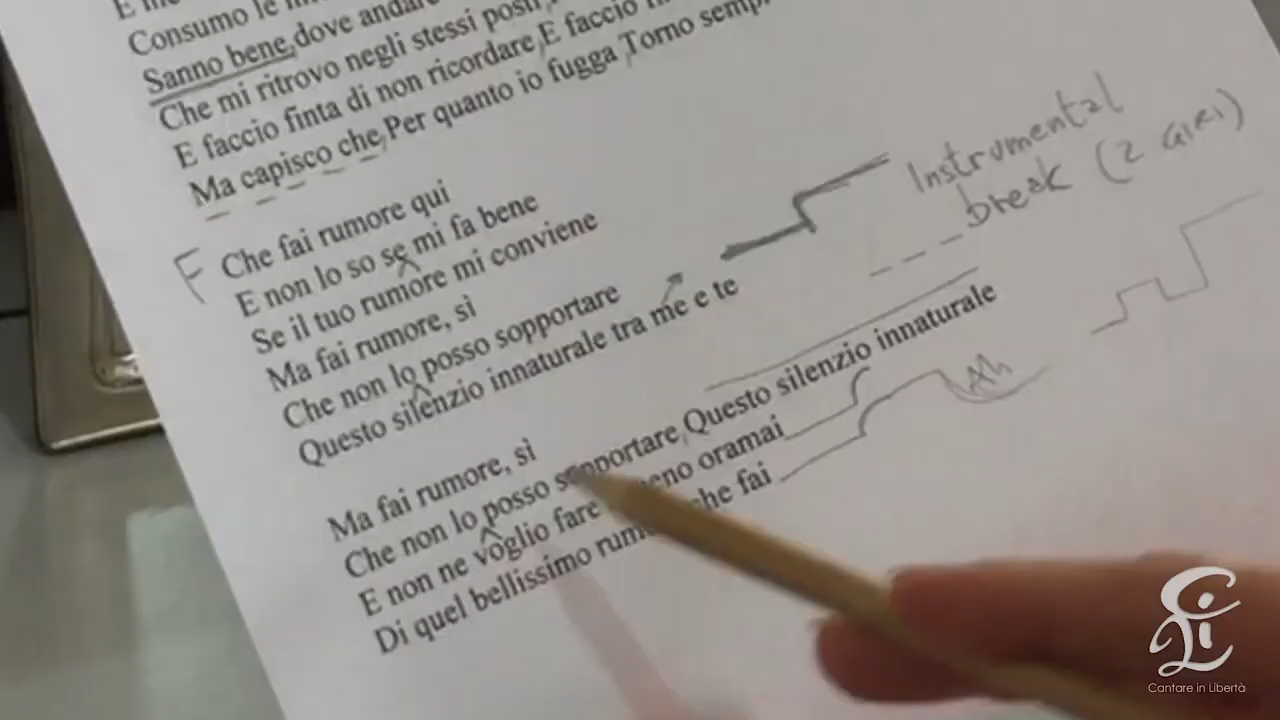 Consumo le
Sanno bene, dove andare
Che mi ritrovo negli stessi posti,
E faccio finta di non ricordare, E faccio
Ma capisco che, Per quanto io fugga Torno
F Che fai rumore qui
E non lo so se mi fa bene
Se il tuo rumore mi conviene
Ma fai rumore, sì
Che non lo posso sopportare
Questo silenzio innaturale tra me e te
Instrumental
break (2 GIRI)
Ma fai rumore, sì
Che non lo posso sopportare, Questo silenzio innaturale
E non ne voglio fare oramai
Di quel bellissimo che fai
Ah
Cantare in Libertà